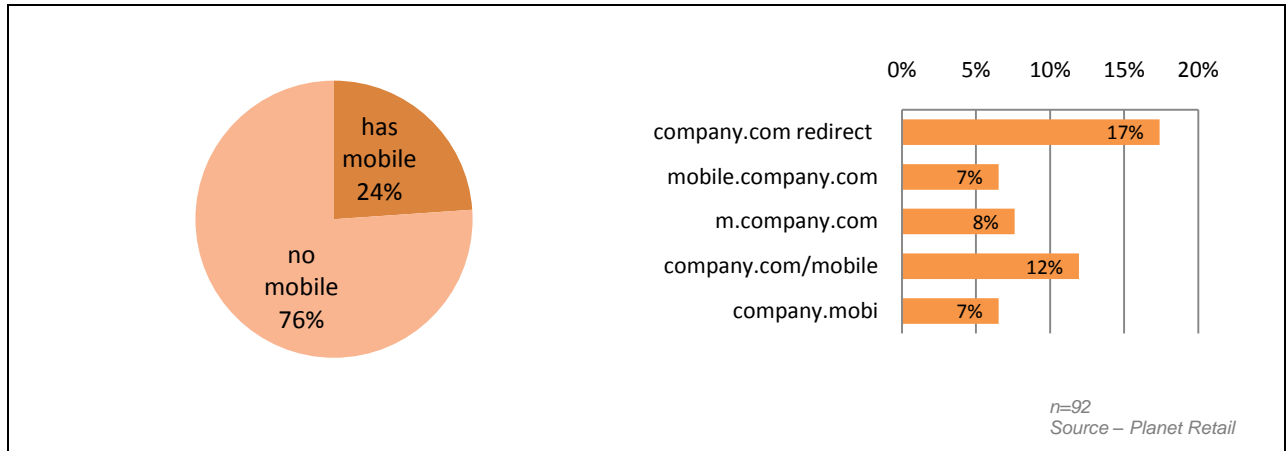 has
mobile
24%
no
mobile
76%
0% 5% 10% 15% 20%
company.com redirect 17%
mobile.company.com 7%
m.company.com 8%
company.com/mobile 12%
company.mobi 7%
n=92
Source – Planet Retail